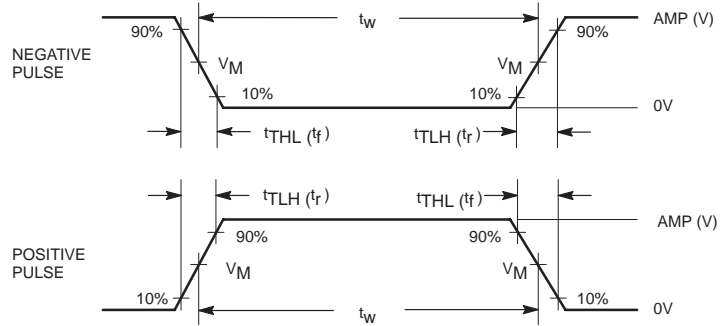 t_w
AMP (V)
90%
90%
NEGATIVE
PULSE
V_M
V_M
10%
10%
0V
t_THL (t_f)
t_TLH (t_r)
t_TLH (t_r)
t_THL (t_f)
AMP (V)
90%
90%
POSITIVE
PULSE
V_M
V_M
10%
10%
t_w
0V